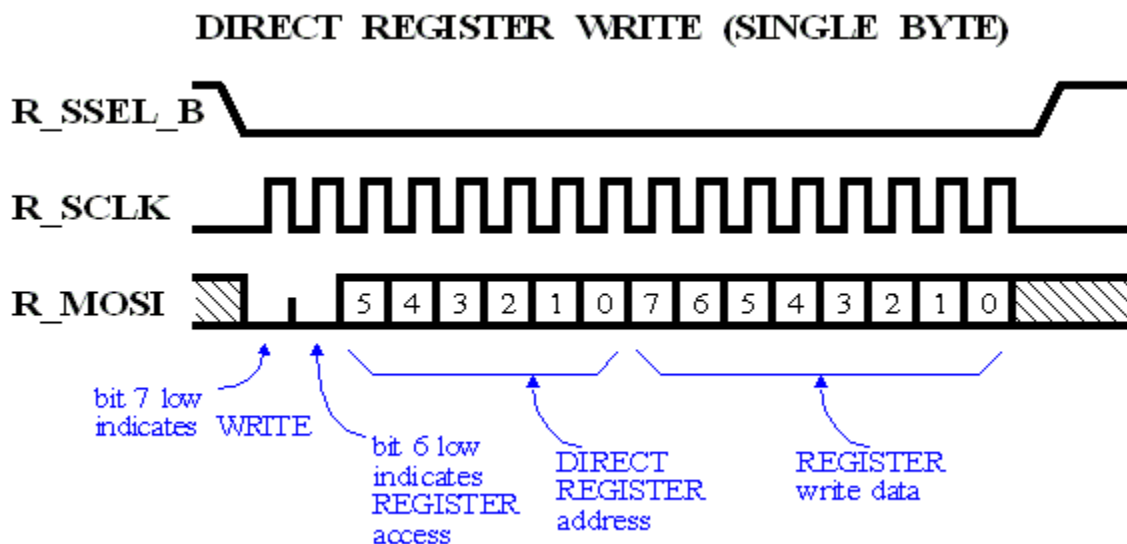 DIRECT REGISTER WRITE (SINGLE BYTE)
R_SSEL_B
R_SCLK
R_MOSI
5 4 3 2 1 0 7 6 5 4 3 2 1 0
bit 7 low
indicates WRITE
bit 6 low
indicates
REGISTER
access
DIRECT
REGISTER
address
REGISTER
write data